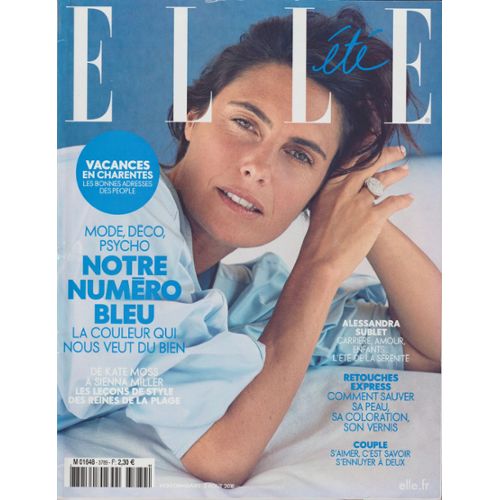 ELLE
été
VACANCES
EN CHARENTES
LES BONNES ADRESSES
DES PEOPLE
MODE, DÉCO,
PSYCHO
NOTRE
NUMÉRO
BLEU
LA COULEUR QUI
NOUS VEUT DU BIEN
DE KATE MOSS
À SIENNA MILLER
LES LEÇONS DE STYLE
DES REINES DE LA PLAGE
ALESSANDRA
SUBLET
CARRIÈRE, AMOUR,
ENFANTS...
L'ÉTÉ DE LA SÉRÉNITÉ
RETOUCHES
EXPRESS
COMMENT SAUVER
SA PEAU,
SA COLORATION,
SON VERNIS
COUPLE
S'AIMER, C'EST SAVOIR
S'ENNUYER À DEUX
M 01648 - 3789 - F: 2,30 €
elle.fr